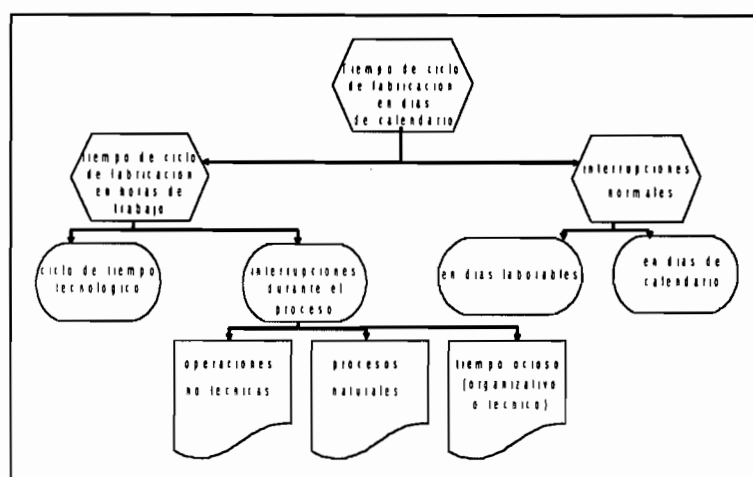 Tiempo de ciclo
de fabricacion
en dias
de calendario
Tiempo de ciclo
de fabricacion
en horas de
trabajo
interrupciones
normales
ciclo de tiempo
tecnológico
interrupciones
durante el
proceso
en dias laborables
en dias de
calendario
operaciones
no tecnicas
procesos
naturales
tiempo ocioso
(organizativo
o tecnico)